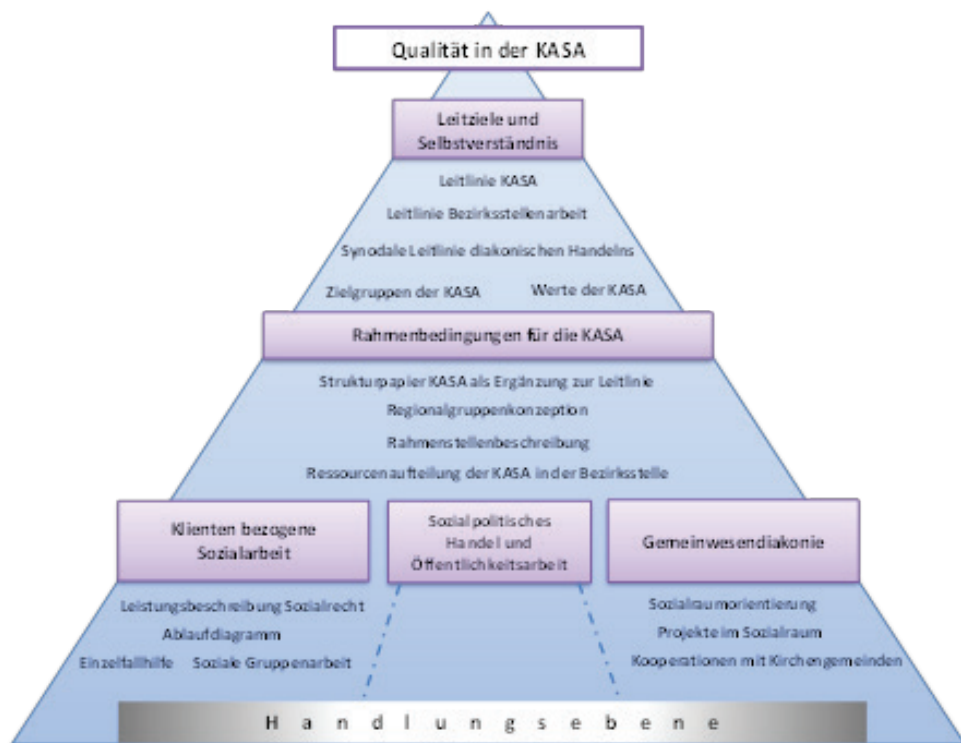 Qualität in der KASA
Leitziele und
Selbstverständnis
Leitlinie KASA
Leitlinie Bezirksstellenarbeit
Synodale Leitlinie diakonischen Handelns
Zielgruppen der KASA
Werte der KASA
Rahmenbedingungen für die KASA
Strukturpapier KASA als Ergänzung zur Leitlinie
Regionalgruppenkonzeption
Rahmenstellenbeschreibung
Ressourcenaufteilung der KASA in der Bezirksstelle
Klienten bezogene
Sozialarbeit
Sozialpolitisches
Handel und
Öffentlichkeitsarbeit
Gemeinwesendiakonie
Leistungsbeschreibung Sozialrecht
Ablaufdiagramm
Einzelfallhilfe Soziale Gruppenarbeit
Sozialraumorientierung
Projekte im Sozialraum
Kooperationen mit Kirchengemeinden
Handlungsebene